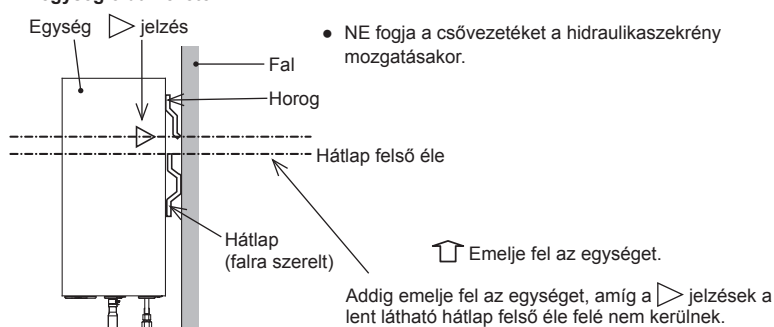 Egység ▷ jelzés
● NE fogja a csővezetéket a hidraulikaszekrény
mozgatásakor.
Fal
Horog
Hátlap felső éle
Hátlap
(falra szerelt)
⇧ Emelje fel az egységet.
Addig emelje fel az egységet, amíg a ▷ jelzések a
lent látható hátlap felső éle felé nem kerülnek.